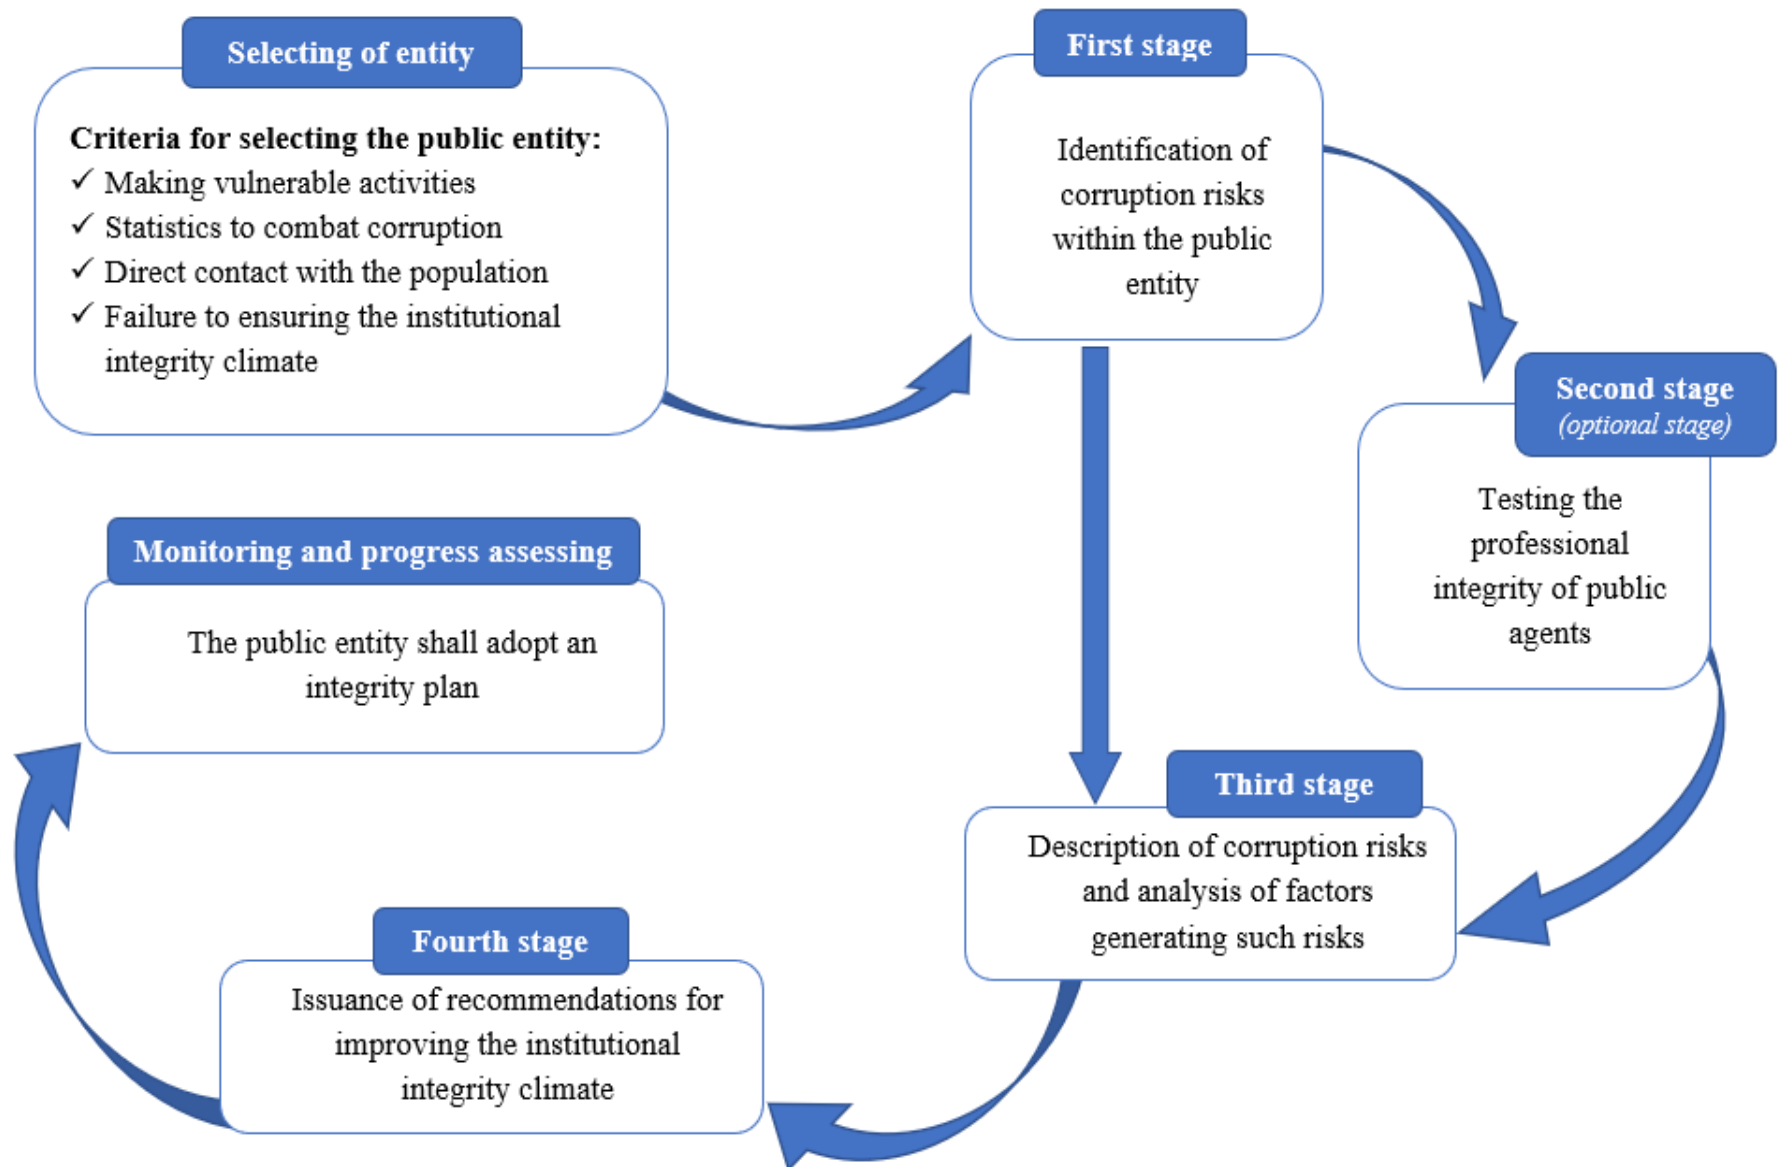 Selecting of entity
Criteria for selecting the public entity:
✓ Making vulnerable activities
✓ Statistics to combat corruption
✓ Direct contact with the population
✓ Failure to ensuring the institutional
integrity climate
First stage
Identification of
corruption risks
within the public
entity
Second stage
(optional stage)
Testing the
professional
integrity of public
agents
Third stage
Description of corruption risks
and analysis of factors
generating such risks
Fourth stage
Issuance of recommendations for
improving the institutional
integrity climate
Monitoring and progress assessing
The public entity shall adopt an
integrity plan